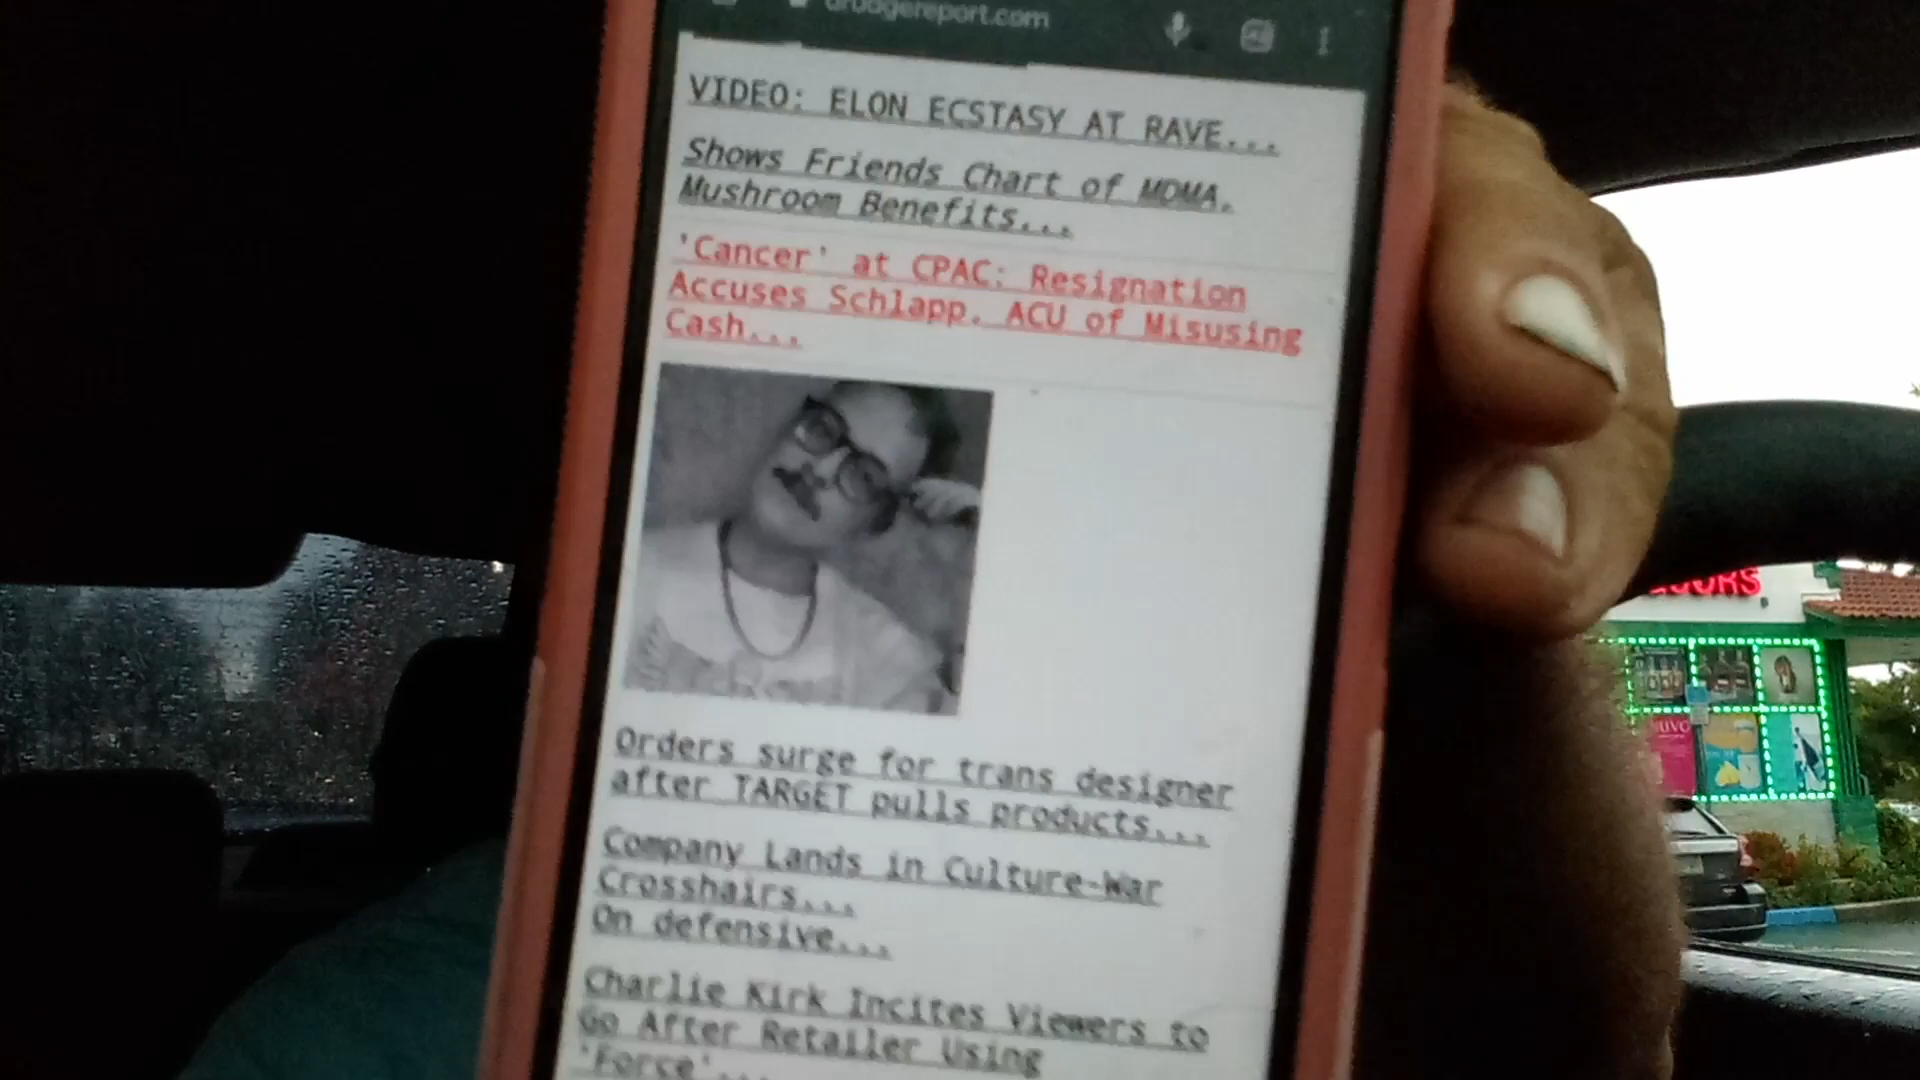 drudgereport.com
VIDEO: ELON ECSTASY AT RAVE...
Shows Friends Chart of MDMA,
Mushroom Benefits...
'Cancer' at CPAC: Resignation
Accuses Schlapp, ACU of Misusing
Cash...
Orders surge for trans designer
after TARGET pulls products...
Company Lands in Culture-War
Crosshairs...
On defensive...
Charlie Kirk Incites Viewers to
Go After Retailer Using
'Force'...